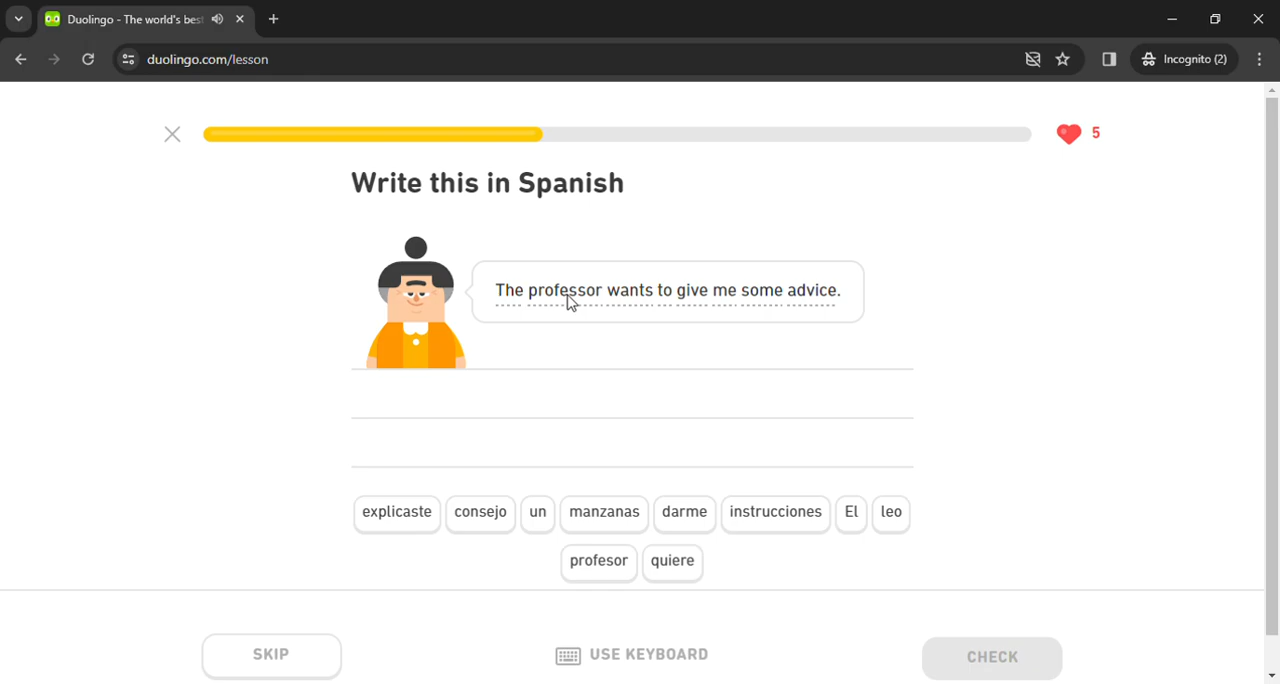 Duolingo - The world's bes
duolingo.com/lesson
Incognito (2)
5
Write this in Spanish
The professor wants to give me some advice.
explicaste consejo un manzanas darme instrucciones El leo
profesor quiere
SKIP
USE KEYBOARD
CHECK